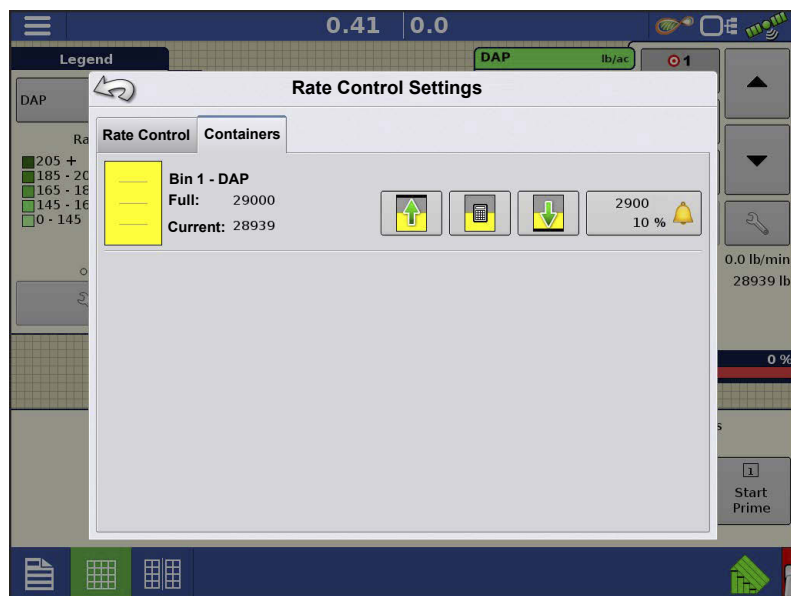 0.41 0.0
Legend
DAP lb/ac
1
DAP
Rate Control Settings
Rate Control Containers
205 +
185 - 20
165 - 18
145 - 16
0 - 145
Bin 1 - DAP
Full: 29000
Current: 28939
2900
10 %
0.0 lb/min
28939 lb
0 %
1
Start
Prime